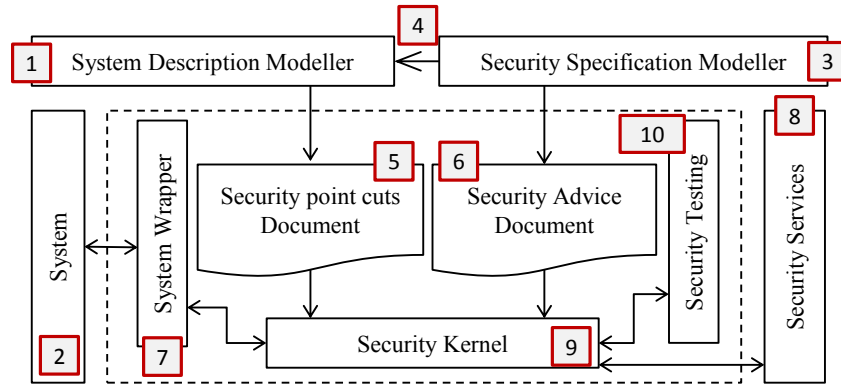 4
1
System Description Modeller
Security Specification Modeller
3
8
10
5
6
Security point cuts
Document
Security Advice
Document
System
System Wrapper
Security Testing
Security Services
2
7
Security Kernel
9